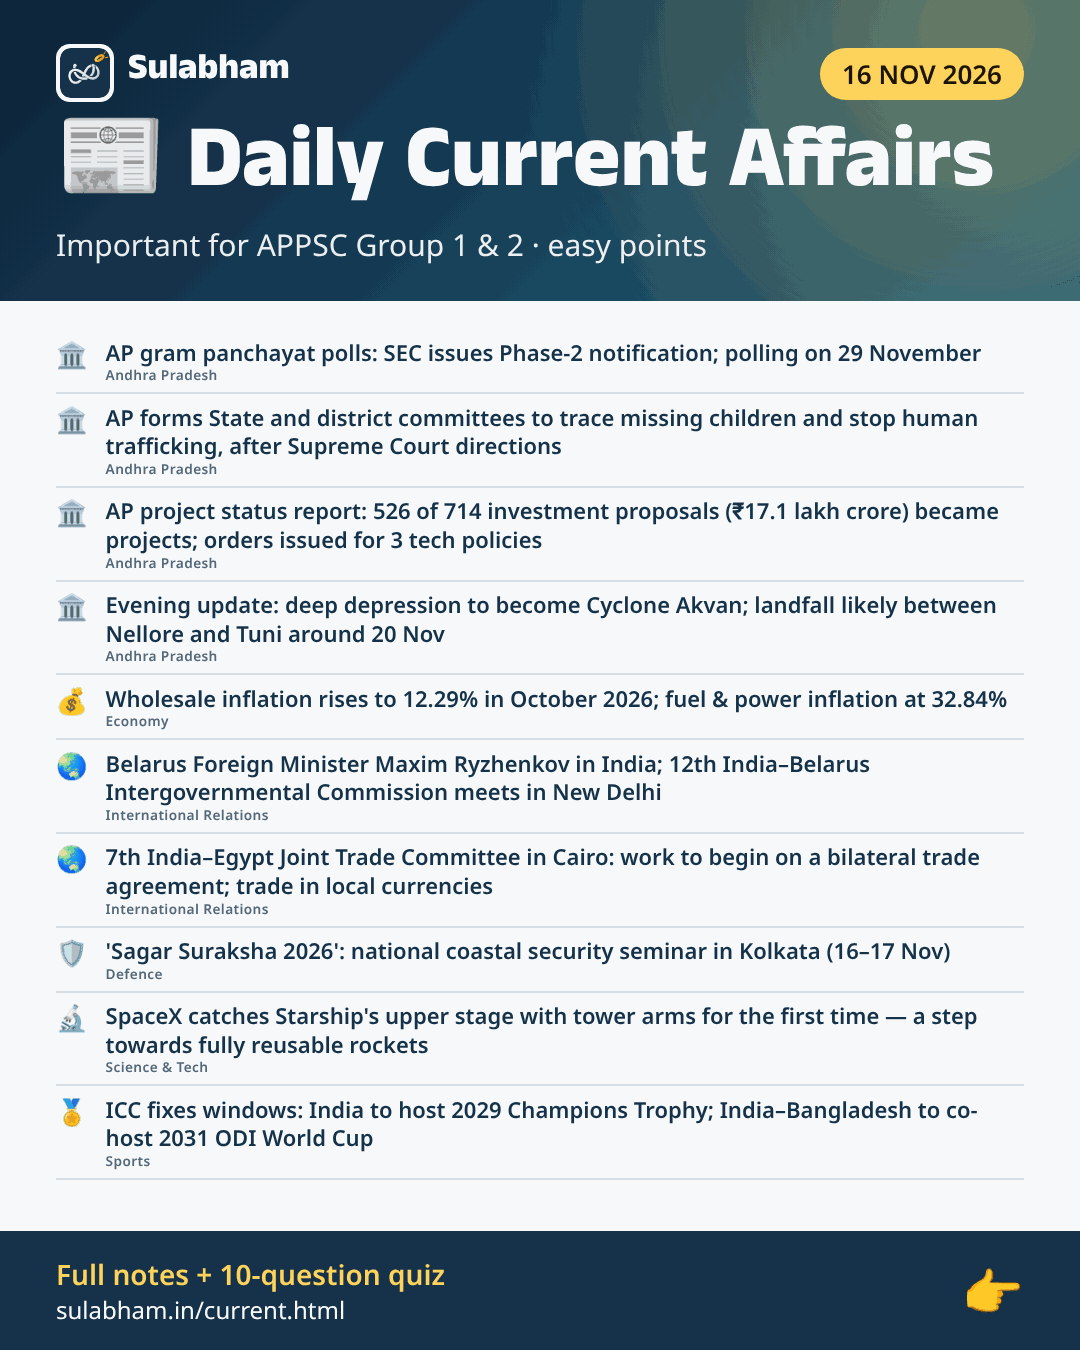 Sulabham
16 NOV 2026
Daily Current Affairs
Important for APPSC Group 1 & 2 · easy points
AP gram panchayat polls: SEC issues Phase-2 notification; polling on 29 November
Andhra Pradesh
AP forms State and district committees to trace missing children and stop human
trafficking, after Supreme Court directions
Andhra Pradesh
AP project status report: 526 of 714 investment proposals (₹17.1 lakh crore) became
projects; orders issued for 3 tech policies
Andhra Pradesh
Evening update: deep depression to become Cyclone Akvan; landfall likely between
Nellore and Tuni around 20 Nov
Andhra Pradesh
Wholesale inflation rises to 12.29% in October 2026; fuel & power inflation at 32.84%
Economy
Belarus Foreign Minister Maxim Ryzhenkov in India; 12th India–Belarus
Intergovernmental Commission meets in New Delhi
International Relations
7th India–Egypt Joint Trade Committee in Cairo: work to begin on a bilateral trade
agreement; trade in local currencies
International Relations
'Sagar Suraksha 2026': national coastal security seminar in Kolkata (16–17 Nov)
Defence
SpaceX catches Starship's upper stage with tower arms for the first time — a step
towards fully reusable rockets
Science & Tech
ICC fixes windows: India to host 2029 Champions Trophy; India–Bangladesh to co-
host 2031 ODI World Cup
Sports
Full notes + 10-question quiz
sulabham.in/current.html